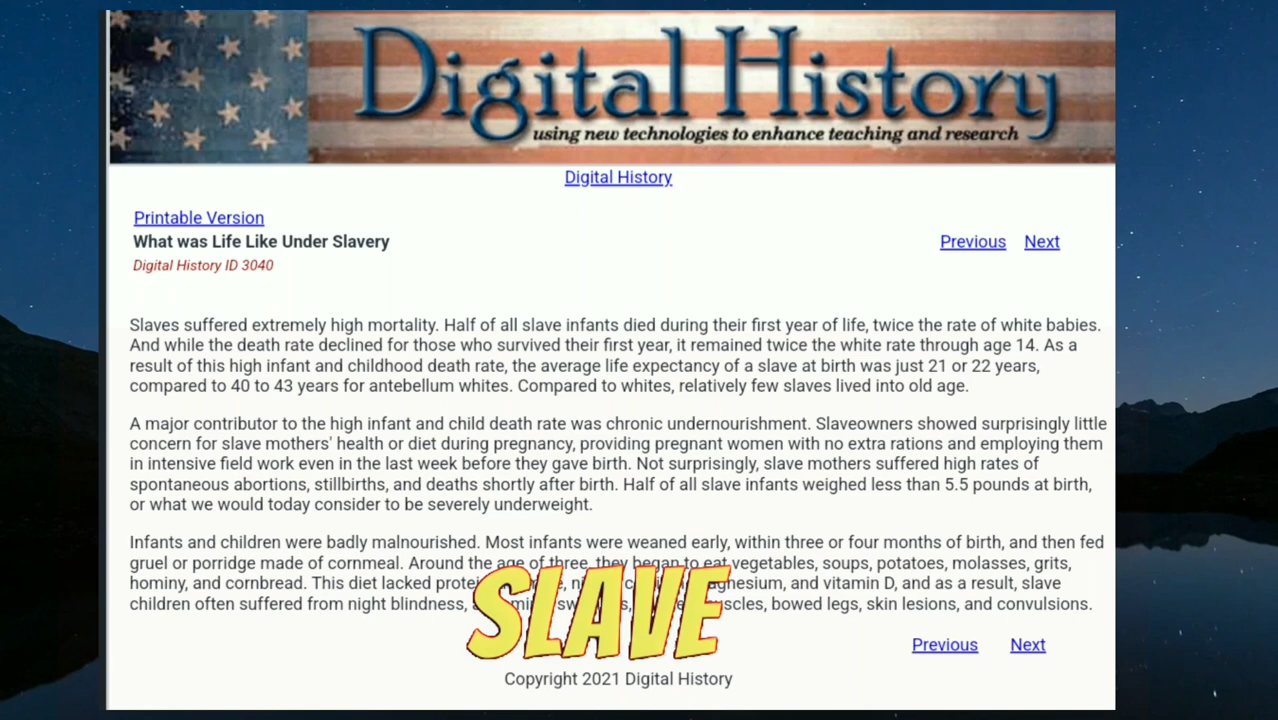 Digital History
using new technologies to enhance teaching and research
Digital History
Printable Version
What was Life Like Under Slavery
Previous Next
Digital History ID 3040
Slaves suffered extremely high mortality. Half of all slave infants died during their first year of life, twice the rate of white babies.
And while the death rate declined for those who survived their first year, it remained twice the white rate through age 14. As a
result of this high infant and childhood death rate, the average life expectancy of a slave at birth was just 21 or 22 years,
compared to 40 to 43 years for antebellum whites. Compared to whites, relatively few slaves lived into old age.
A major contributor to the high infant and child death rate was chronic undernourishment. Slaveowners showed surprisingly little
concern for slave mothers' health or diet during pregnancy, providing pregnant women with no extra rations and employing them
in intensive field work even in the last week before they gave birth. Not surprisingly, slave mothers suffered high rates of
spontaneous abortions, stillbirths, and deaths shortly after birth. Half of all slave infants weighed less than 5.5 pounds at birth,
or what we would today consider to be severely underweight.
Infants and children were badly malnourished. Most infants were weaned early, within three or four months of birth, and then fed
gruel or porridge made of cornmeal. Around the age of three, they began to eat vegetables, soups, potatoes, molasses, grits,
hominy, and cornbread. This diet lacked magnesium, and vitamin D, and as a result, slave
children often suffered from night blindness, bowed legs, skin lesions, and convulsions.
SLAVE
Previous Next
Copyright 2021 Digital History